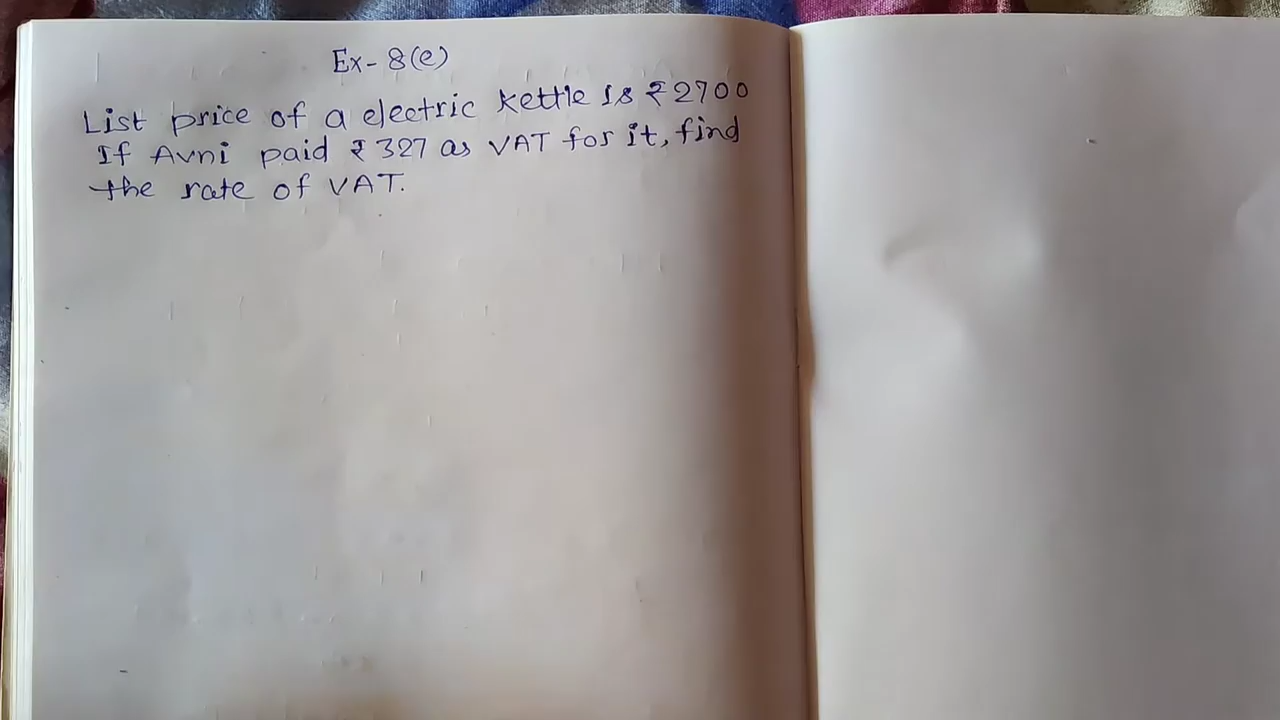 Ex-8(e)
List price of a electric kettle is ₹2700
If Avni paid ₹327 as VAT for it, find
the rate of VAT.